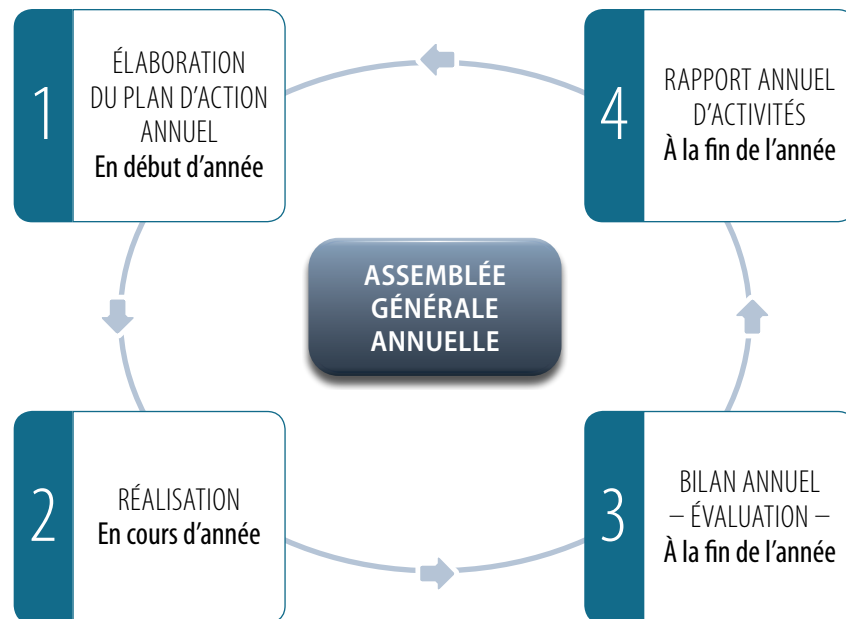 1
ÉLABORATION
DU PLAN D'ACTION
ANNUEL
En début d'année
4
RAPPORT ANNUEL
D'ACTIVITÉS
À la fin de l'année
ASSEMBLÉE
GÉNÉRALE
ANNUELLE
2
RÉALISATION
En cours d'année
3
BILAN ANNUEL
– ÉVALUATION –
À la fin de l'année